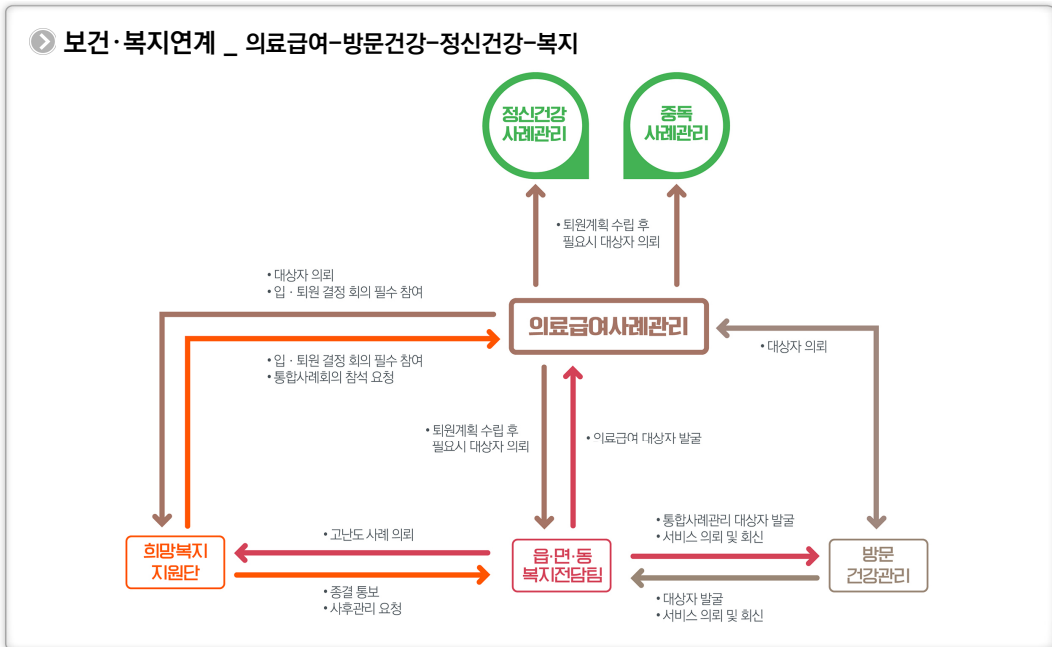 보건·복지연계 _ 의료급여-방문건강-정신건강-복지
정신건강
사례관리
중독
사례관리
• 퇴원계획 수립 후
필요시 대상자 의뢰
• 대상자 의뢰
• 입 · 퇴원 결정 회의 필수 참여
의료급여사례관리
• 대상자 의뢰
• 입 · 퇴원 결정 회의 필수 참여
• 통합사례회의 참석 요청
• 퇴원계획 수립 후
필요시 대상자 의뢰
• 의료급여 대상자 발굴
• 고난도 사례 의뢰
• 통합사례관리 대상자 발굴
• 서비스 의뢰 및 회신
희망복지
지원단
읍·면·동
복지전담팀
방문
건강관리
• 종결 통보
• 사후관리 요청
• 대상자 발굴
• 서비스 의뢰 및 회신